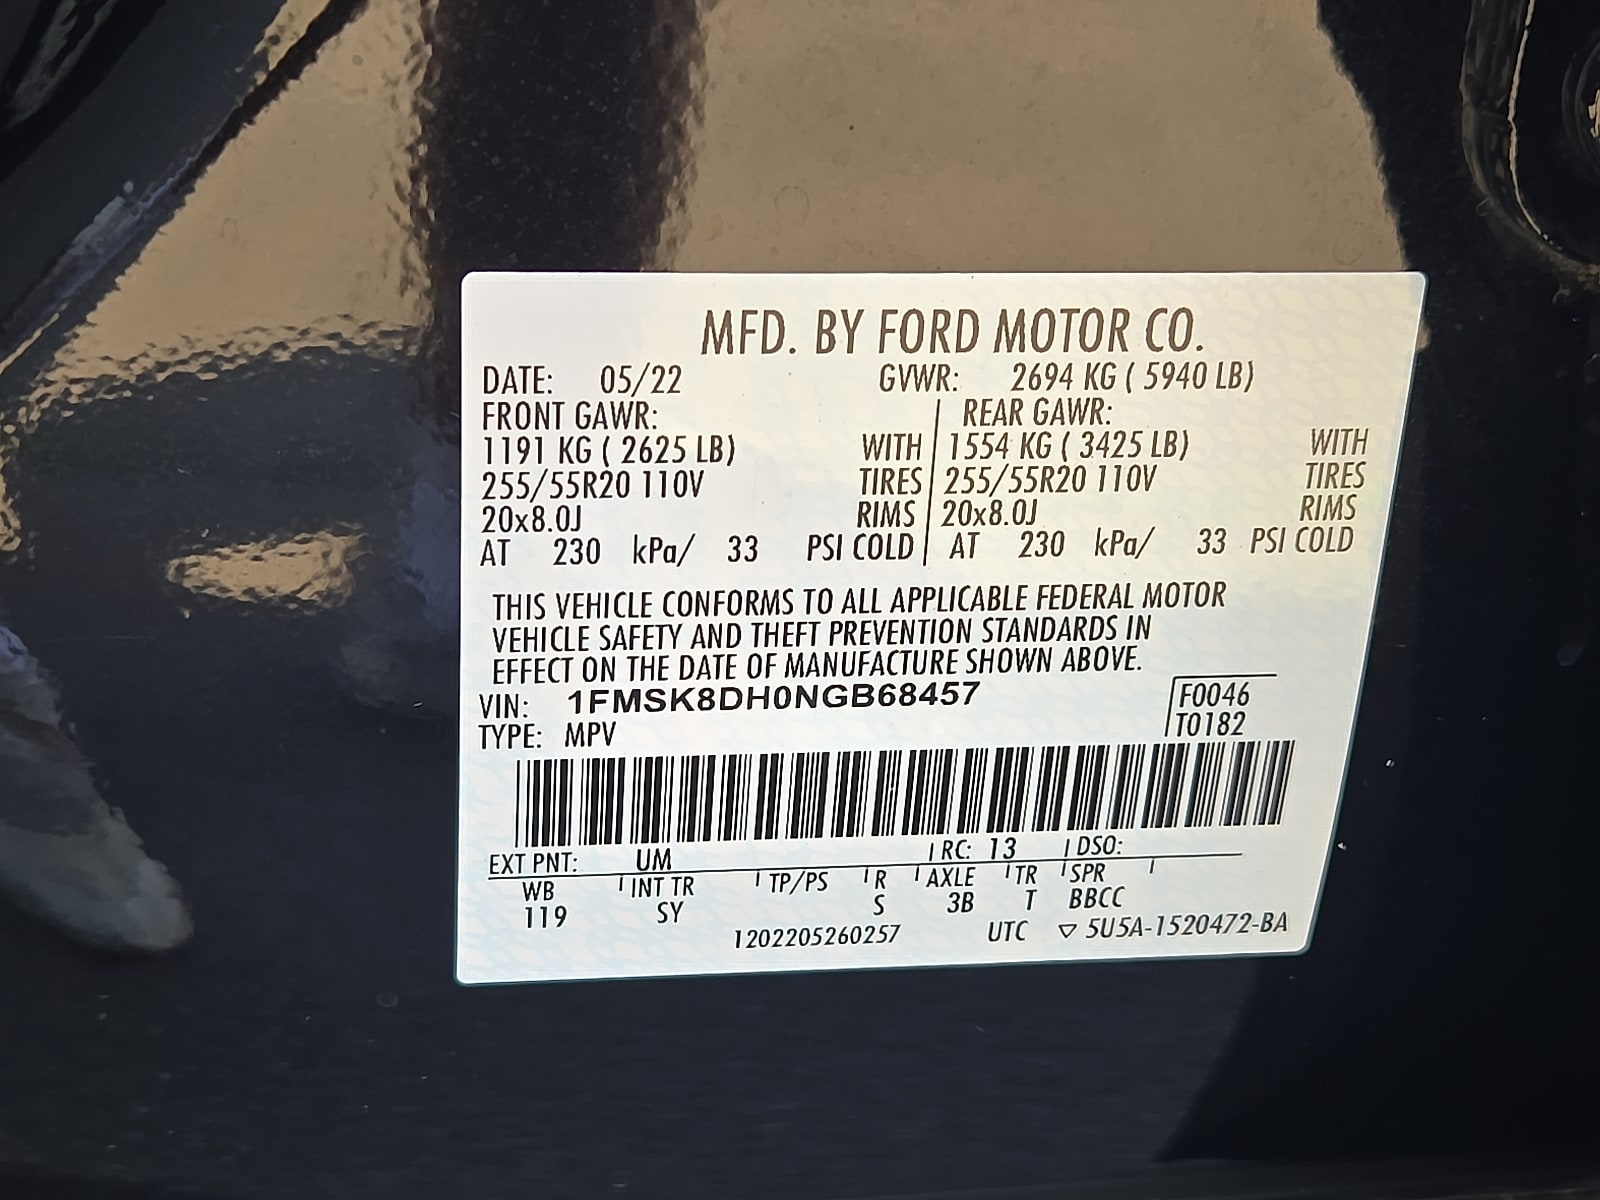 MFD. BY FORD MOTOR CO.
DATE: 05/22 GVWR: 2694 KG ( 5940 LB)
FRONT GAWR: REAR GAWR:
1191 KG ( 2625 LB) WITH 1554 KG ( 3425 LB) WITH
255/55R20 110V TIRES 255/55R20 110V TIRES
20x8.0J RIMS 20x8.0J RIMS
AT 230 kPa/ 33 PSI COLD AT 230 kPa/ 33 PSI COLD
THIS VEHICLE CONFORMS TO ALL APPLICABLE FEDERAL MOTOR
VEHICLE SAFETY AND THEFT PREVENTION STANDARDS IN
EFFECT ON THE DATE OF MANUFACTURE SHOWN ABOVE.
VIN: 1FMSK8DH0NGB68457 F0046
TYPE: MPV T0182
EXT PNT: UM RC: 13 DSO:
WB INT TR TP/PS R AXLE TR SPR
119 SY S 3B T BBCC
1202205260257 UTC ▽ 5U5A-1520472-BA